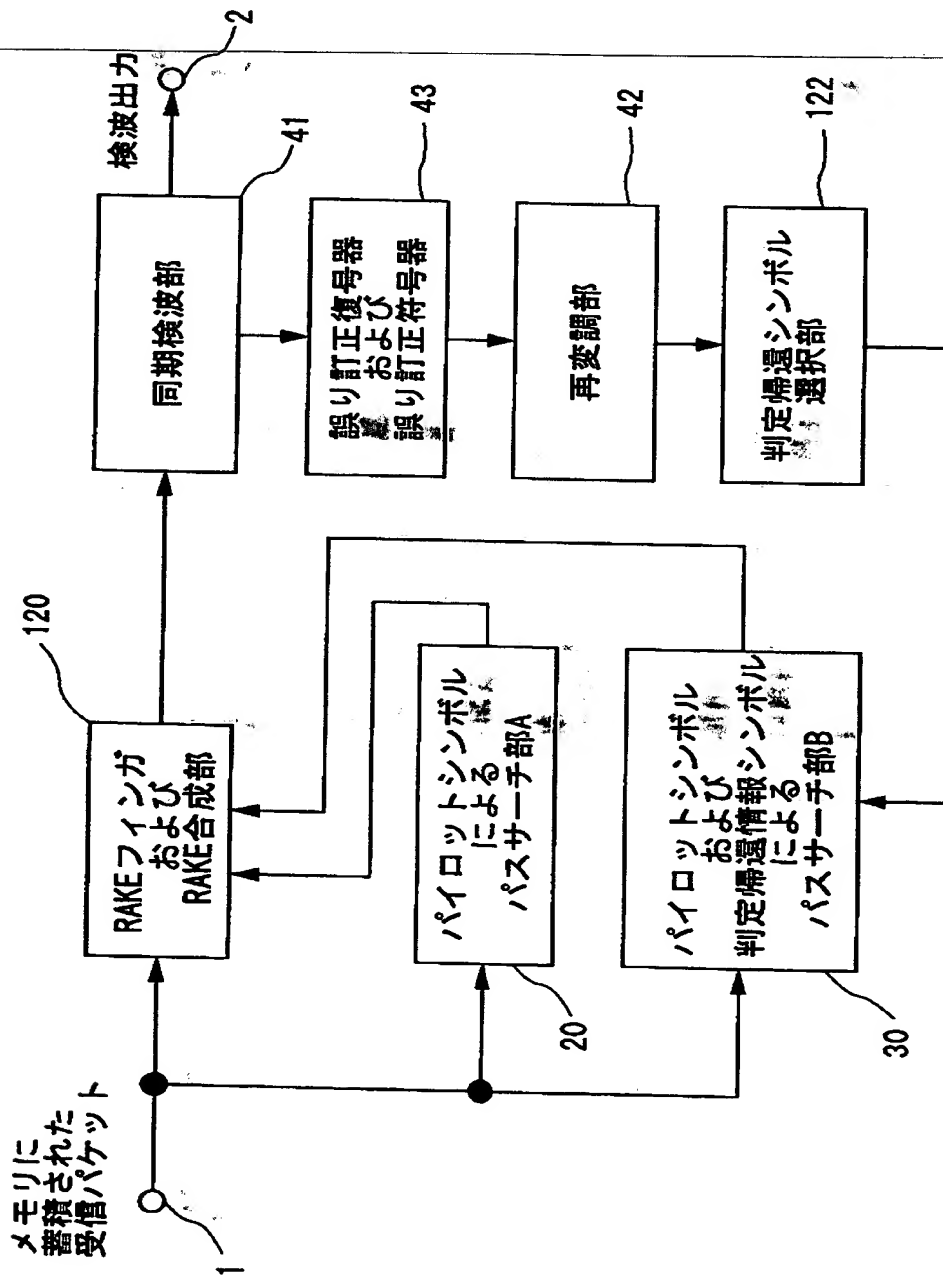 メモリに
蓄積された
受信パケット
1
RAKEフィンガ
および
RAKE合成部
120
パイロットシンボル
による
パスサーチ部A
20
パイロットシンボル
および
判定帰還情報シンボル
による
パスサーチ部B
30
検波出力
2
同期検波部
41
誤り訂正復号器
および
誤り訂正符号器
43
再変調部
42
判定帰還シンボル
選択部
122